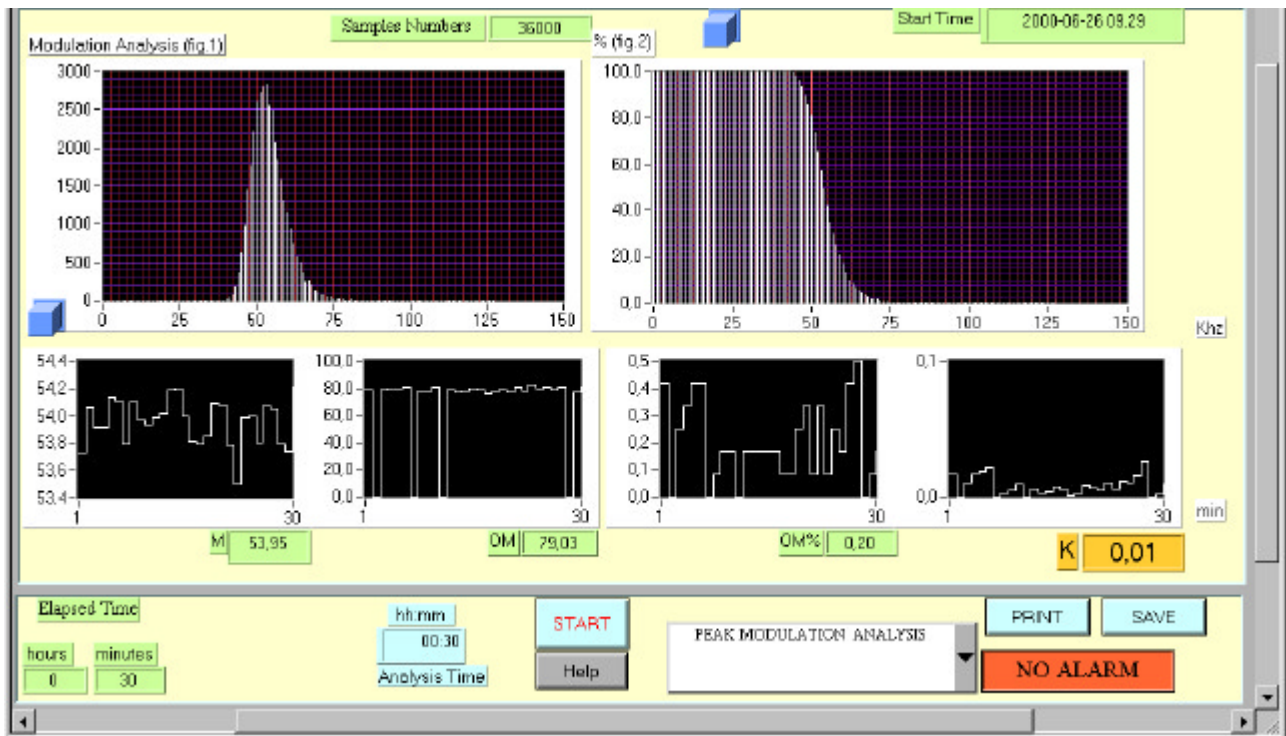 Samples Numbers 36000
Start Time 2000-06-26 09.29
Modulation Analysis (fig.1)
% (fig.2)
3000
2500
2000
1500
1000
500
0
0 25 50 75 100 125 150
100.0
80.0
60.0
40.0
20.0
0,0
0 25 50 75 100 125 150
Khz
54,4
54,2
54,0
53,8
53,6
53,4
1 30
100,0
80,0
60,0
40,0
20,0
0,0
1 30
0,5
0,4
0,3
0,2
0,1
0,0
1 30
0,1
0,0
1 30
min
M 53,95
OM 79,03
OM% 0,20
K 0,01
Elapsed Time
hours minutes
0 30
hh:mm
00:30
Analysis Time
START
Help
PEAK MODULATION ANALYSIS
PRINT SAVE
NO ALARM